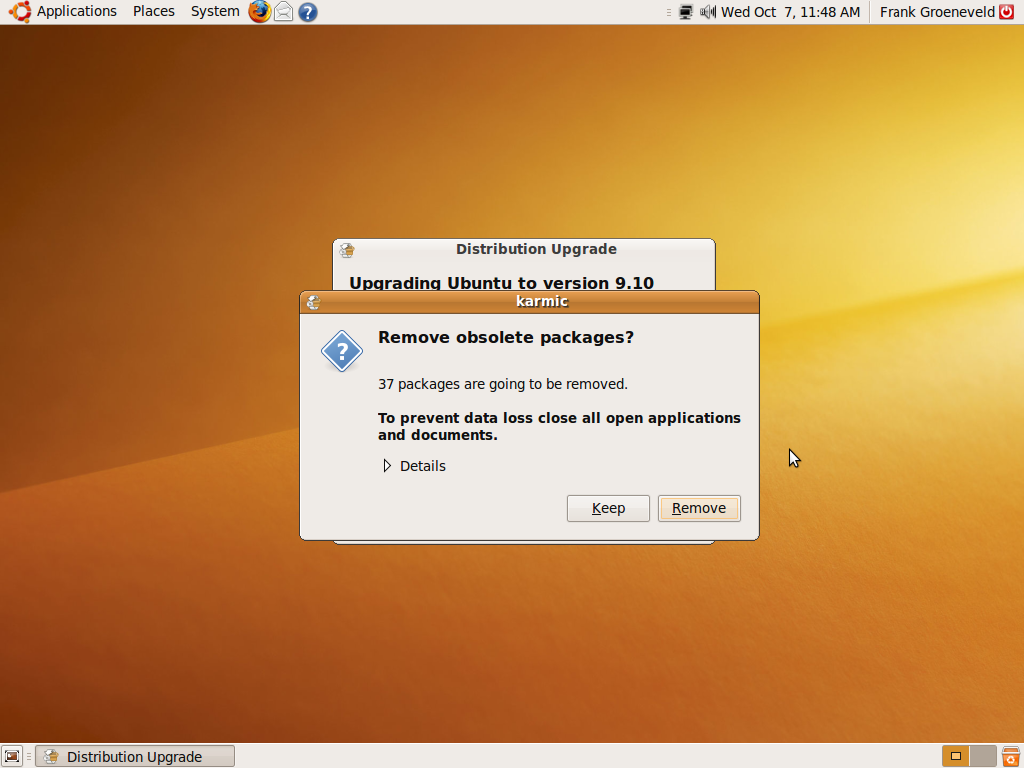 Applications Places System Wed Oct 7, 11:48 AM Frank Groeneveld
Distribution Upgrade
Upgrading Ubuntu to version 9.10
karmic
Remove obsolete packages?
37 packages are going to be removed.
To prevent data loss close all open applications
and documents.
Details
Keep Remove
Distribution Upgrade